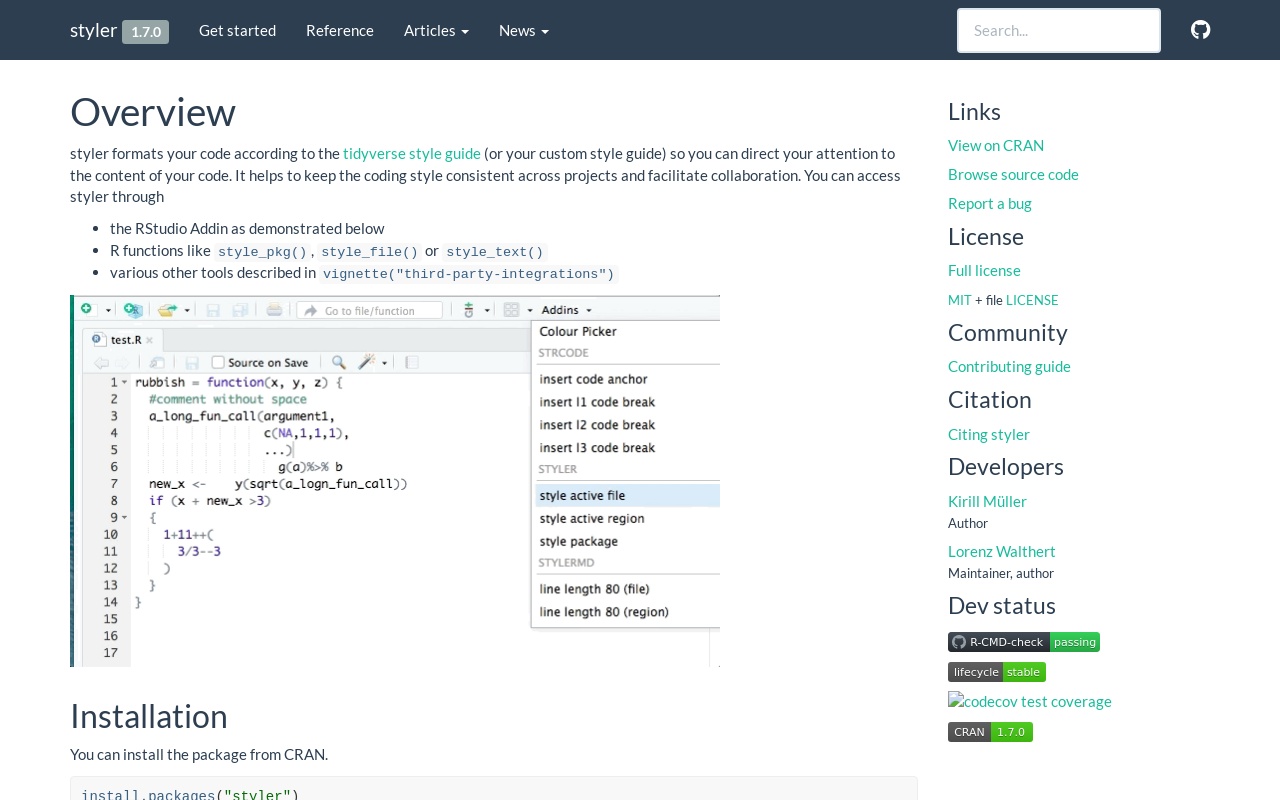 styler 1.7.0 Get started Reference Articles News Search...
Overview
styler formats your code according to the tidyverse style guide (or your custom style guide) so you can direct your attention to
the content of your code. It helps to keep the coding style consistent across projects and facilitate collaboration. You can access
styler through
the RStudio Addin as demonstrated below
R functions like style_pkg(), style_file() or style_text()
various other tools described in vignette("third-party-integrations")
Go to file/function Addins
test.R
Source on Save
1 rubbish = function(x, y, z) {
2 #comment without space
3 a_long_fun_call(argument1,
4 c(NA,1,1,1),
5 ...)
6 g(a)%>% b
7 new_x <- y(sqrt(a_logn_fun_call))
8 if (x + new_x >3)
9 {
10 1+11++(
11 3/3--3
12 )
13 }
14 }
15
16
17
Colour Picker
STRCODE
insert code anchor
insert l1 code break
insert l2 code break
insert l3 code break
STYLER
style active file
style active region
style package
STYLERMD
line length 80 (file)
line length 80 (region)
Installation
You can install the package from CRAN.
install.packages("styler")
Links
View on CRAN
Browse source code
Report a bug
License
Full license
MIT + file LICENSE
Community
Contributing guide
Citation
Citing styler
Developers
Kirill Müller
Author
Lorenz Walthert
Maintainer, author
Dev status
R-CMD-check passing
lifecycle stable
codecov test coverage
CRAN 1.7.0